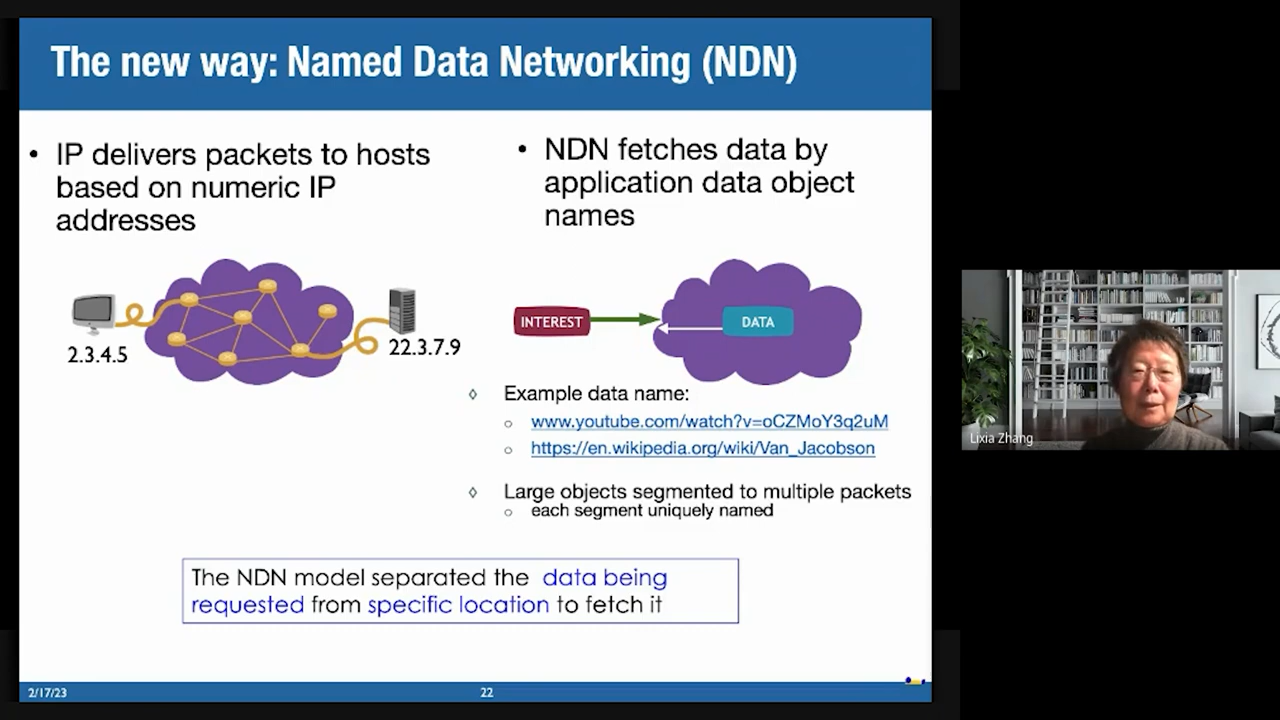 The new way: Named Data Networking (NDN)
• IP delivers packets to hosts
based on numeric IP
addresses
2.3.4.5
22.3.7.9
• NDN fetches data by
application data object
names
INTEREST
DATA
◊ Example data name:
○ www.youtube.com/watch?v=oCZMoY3q2uM
○ https://en.wikipedia.org/wiki/Van_Jacobson
◊ Large objects segmented to multiple packets
○ each segment uniquely named
The NDN model separated the data being
requested from specific location to fetch it
2/17/23
22
Lixia Zhang